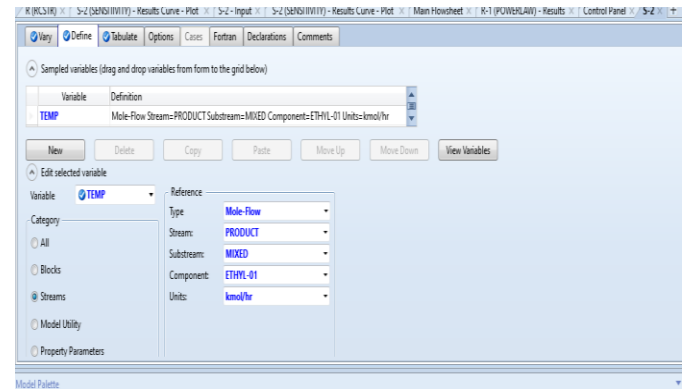 R (RCSTR) × S-2 (SENSITIVITY) - Results Curve - Plot × S-2 - Input × S-2 (SENSITIVITY) - Results Curve - Plot × Main Flowsheet × R-1 (POWERLAW) - Results × Control Panel × S-2 × +
Vary Define Tabulate Options Cases Fortran Declarations Comments
Sampled variables (drag and drop variables from form to the grid below)
Variable Definition
TEMP Mole-Flow Stream=PRODUCT Substream=MIXED Component=ETHYL-01 Units=kmol/hr
New Delete Copy Paste Move Up Move Down View Variables
Edit selected variable
Variable TEMP
Reference
Category
Type Mole-Flow
All
Stream: PRODUCT
Substream: MIXED
Blocks
Component: ETHYL-01
Streams
Units: kmol/hr
Model Utility
Property Parameters
Model Palette